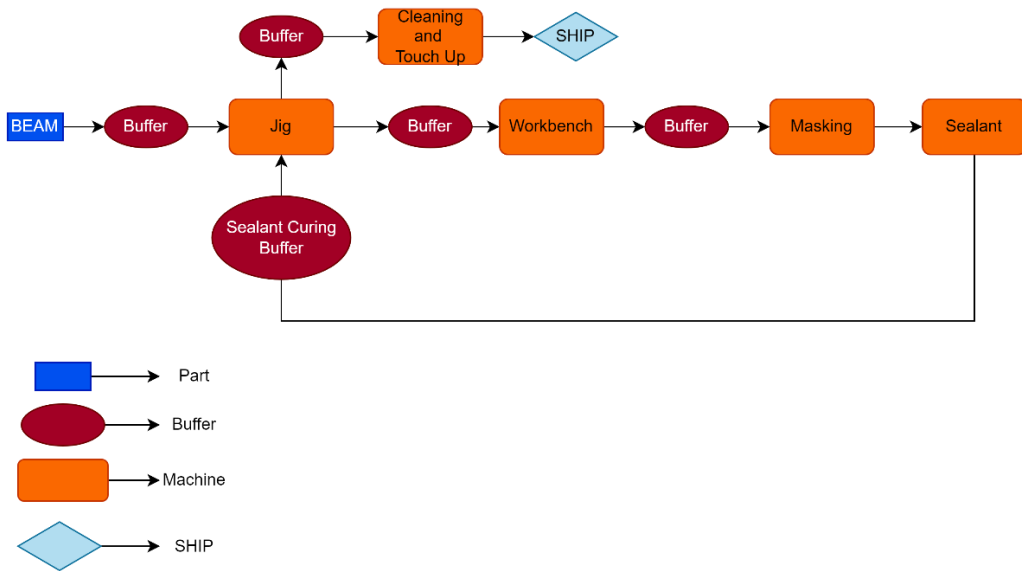 Cleaning
and
Touch Up
Buffer
SHIP
BEAM
Buffer
Jig
Buffer
Workbench
Buffer
Masking
Sealant
Sealant Curing
Buffer
Part
Buffer
Machine
SHIP